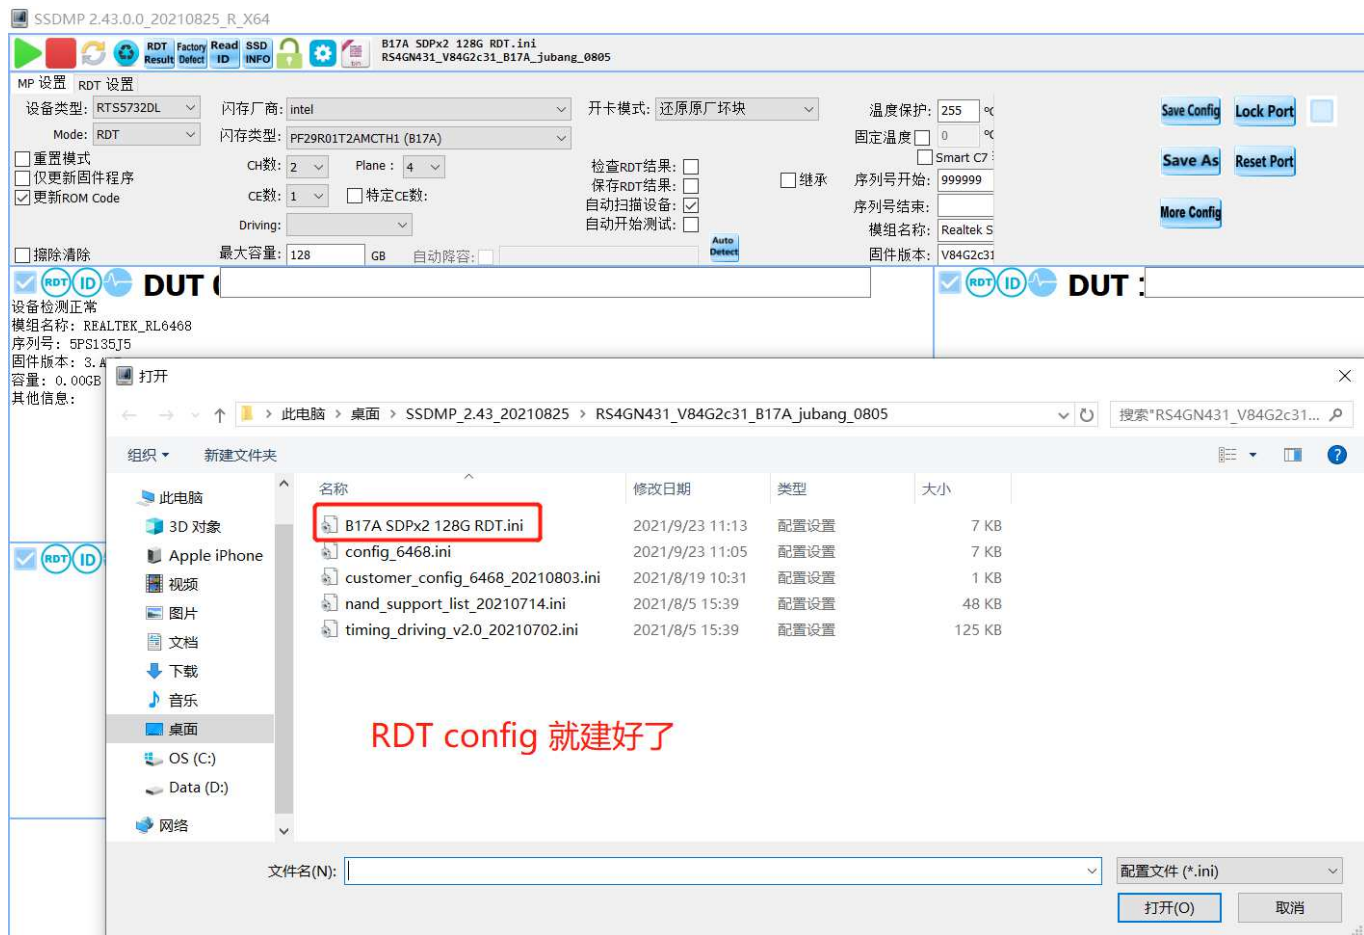 SSDMP 2.43.0.0_20210825_R_X64
RDT Result
Factory Defect
Read ID
SSD INFO
B17A SDPx2 128G RDT.ini
RS4GN431_V84G2c31_B17A_jubang_0805
MP 设置
RDT 设置
设备类型: RTS5732DL
闪存厂商: intel
开卡模式: 还原原厂坏块
温度保护: 255
Save Config
Lock Port
Mode: RDT
闪存类型: PF29R01T2AMCTH1 (B17A)
固定温度 0
重置模式
CH数: 2
Plane : 4
检查RDT结果:
Smart C7
Save As
Reset Port
仅更新固件程序
保存RDT结果:
继承
序列号开始: 999999
更新ROM Code
CE数: 1
特定CE数:
自动扫描设备:
序列号结束:
More Config
Driving:
自动开始测试:
模组名称: Realtek S
擦除清除
最大容量: 128 GB
自动降容:
Auto Detect
固件版本: V84G2c31
RDT ID DUT
RDT ID DUT
设备检测正常
模组名称: REALTEK_RL6468
序列号: 5PS135J5
固件版本: 3.
容量: 0.00GB
其他信息:
打开
此电脑 > 桌面 > SSDMP_2.43_20210825 > RS4GN431_V84G2c31_B17A_jubang_0805
搜索"RS4GN431_V84G2c31...
组织
新建文件夹
名称 修改日期 类型 大小
B17A SDPx2 128G RDT.ini 2021/9/23 11:13 配置设置 7 KB
config_6468.ini 2021/9/23 11:05 配置设置 7 KB
customer_config_6468_20210803.ini 2021/8/19 10:31 配置设置 1 KB
nand_support_list_20210714.ini 2021/8/5 15:39 配置设置 48 KB
timing_driving_v2.0_20210702.ini 2021/8/5 15:39 配置设置 125 KB
RDT ID
此电脑
3D 对象
Apple iPhone
视频
图片
文档
下载
音乐
桌面
OS (C:)
Data (D:)
网络
RDT config 就建好了
文件名(N):
配置文件 (*.ini)
打开(O)
取消